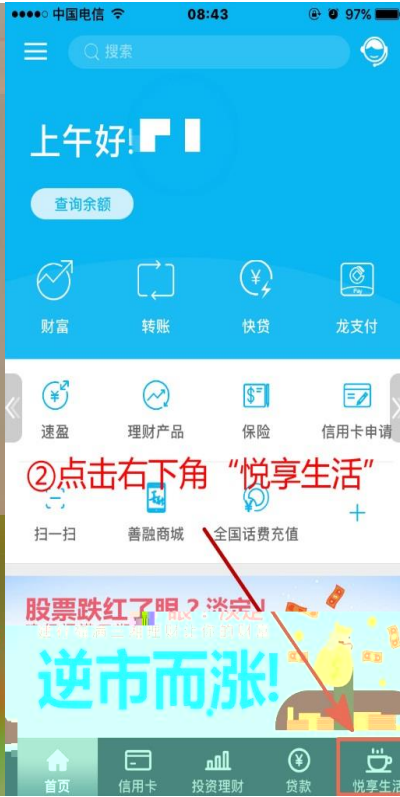 中国电信 08:43 97%
搜索
上午好!
查询余额
财富 转账 快贷 龙支付
Pay
速盈 理财产品 保险 信用卡申请
②点击右下角“悦享生活”
扫一扫 善融商城 全国话费充值
股票跌红了眼?淡定!
逆市而涨!
首页 信用卡 投资理财 贷款 悦享生活